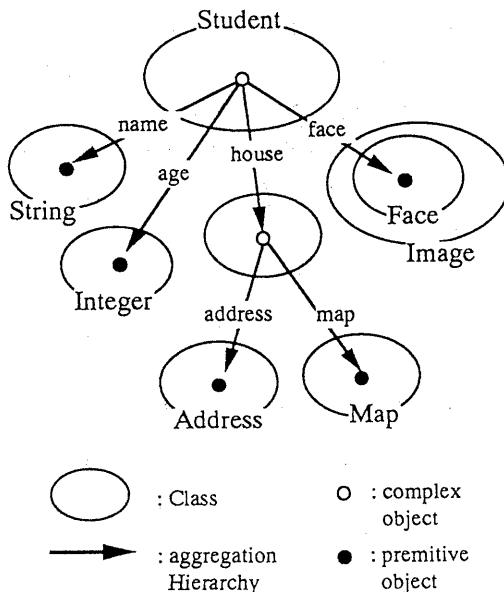 Student
name
face
age
house
String
Face
Image
Integer
address
map
Address
Map
: Class
: complex
object
: aggregation
Hierarchy
: premitive
object